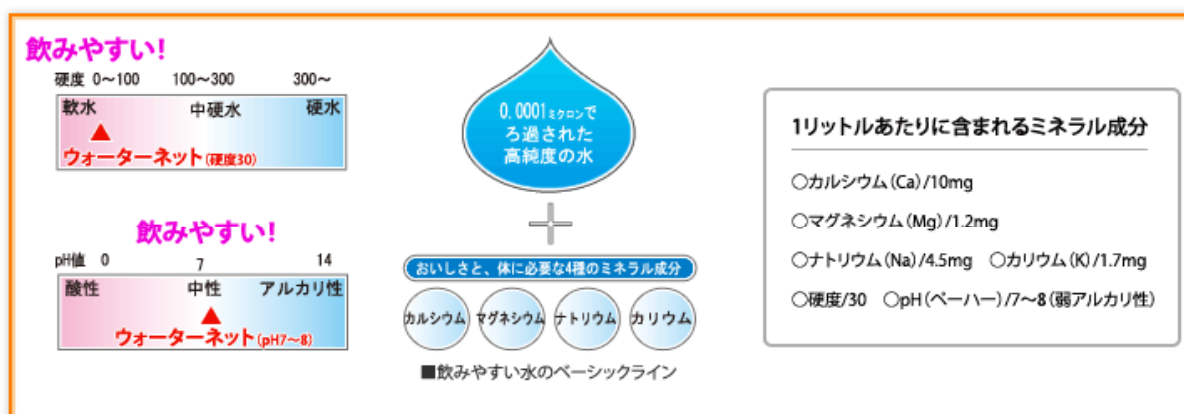 飲みやすい!
硬度 0～100 100～300 300～
軟水 中硬水 硬水
ウォーターネット(硬度30)
飲みやすい!
pH値 0 7 14
酸性 中性 アルカリ性
ウォーターネット(pH7～8)
0.0001ミクロンで
ろ過された
高純度の水
おいしさと、体に必要な4種のミネラル成分
カルシウム マグネシウム ナトリウム カリウム
■飲みやすい水のベーシックライン
1リットルあたりに含まれるミネラル成分
○カルシウム(Ca)/10mg
○マグネシウム(Mg)/1.2mg
○ナトリウム(Na)/4.5mg ○カリウム(K)/1.7mg
○硬度/30 ○pH(ペーハー)/7～8(弱アルカリ性)